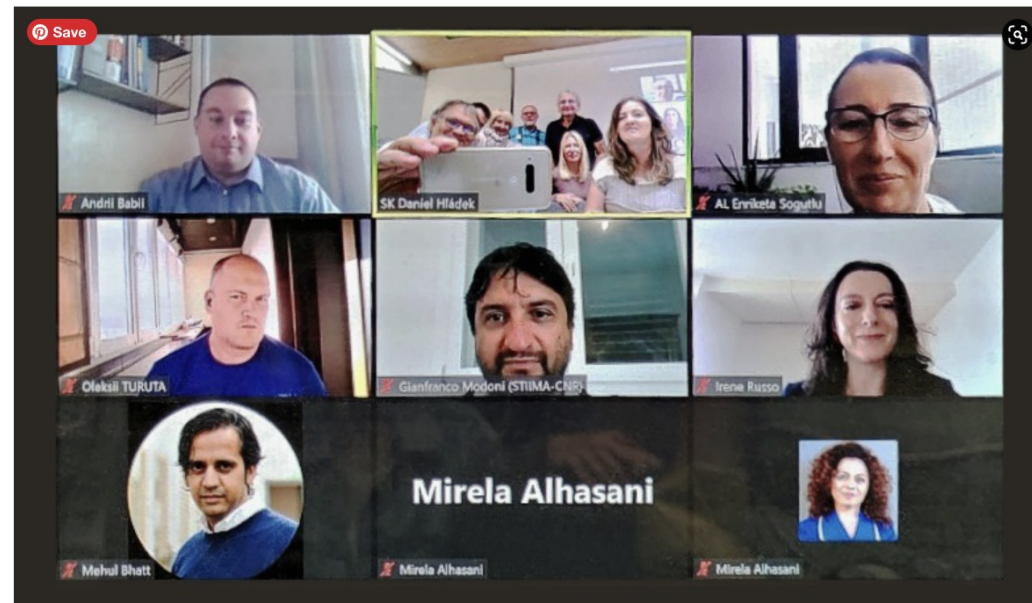 Save
Andrii Babii
SK Daniel Hládek
AL Enriketa Sogutlu
Oleksii TURUTA
Gianfranco Modoni (STIIMA-CNR)
Irene Russo
Mehul Bhatt
Mirela Alhasani
Mirela Alhasani
Mirela Alhasani